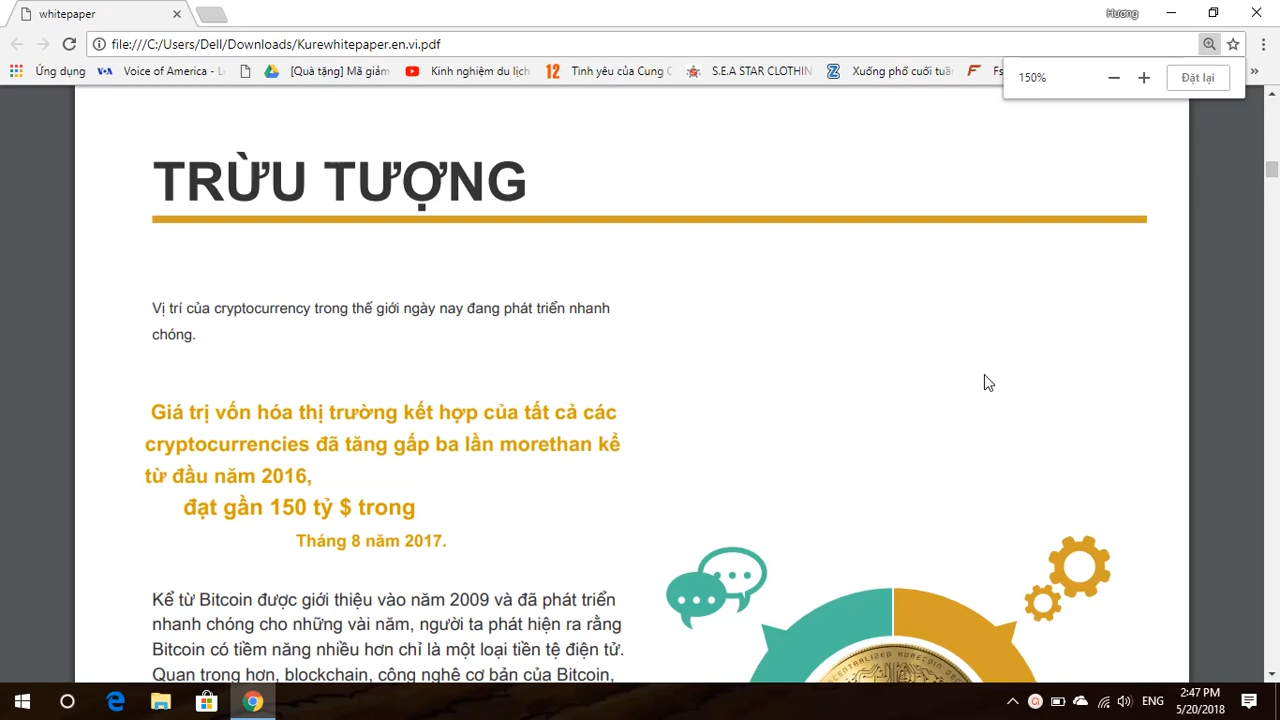 whitepaper
Hương
file:///C:/Users/Dell/Downloads/Kurewhitepaper.en.vi.pdf
Ứng dụng
VOA Voice of America - L
[Quà tặng] Mã giảm
Kinh nghiệm du lịch
12 Tình yêu của Cung
S.E.A STAR CLOTHIN
Z Xuống phố cuối tuần
F Fs
»
150%
Đặt lại
TRỪU TƯỢNG
Vị trí của cryptocurrency trong thế giới ngày nay đang phát triển nhanh
chóng.
Giá trị vốn hóa thị trường kết hợp của tất cả các
cryptocurrencies đã tăng gấp ba lần morethan kể
từ đầu năm 2016,
đạt gần 150 tỷ $ trong
Tháng 8 năm 2017.
Kể từ Bitcoin được giới thiệu vào năm 2009 và đã phát triển
nhanh chóng cho những vài năm, người ta phát hiện ra rằng
Bitcoin có tiềm năng nhiều hơn chỉ là một loại tiền tệ điện tử.
Quan trọng hơn, blockchain, công nghệ cơ bản của Bitcoin,
CENTRALIZED KURECOIN
ENG
2:47 PM
5/20/2018